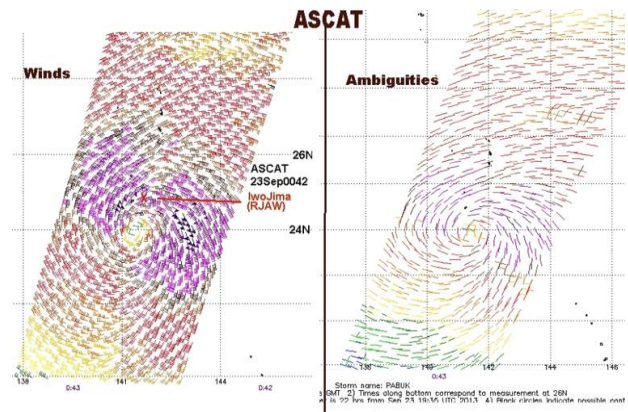 ASCAT
Winds
Ambiguities
26N
ASCAT
23Sep0042
IwoJima
(RJAW)
24N
138 141 144
0:43 0:42
138 140 142 144 146
0:43
Storm name: PABUK
GMT 2) Times along bottom correspond to measurement at 26N
is 22 hrs from Sep 23 19:35 UTC 2013 4) Black circles indicate possible